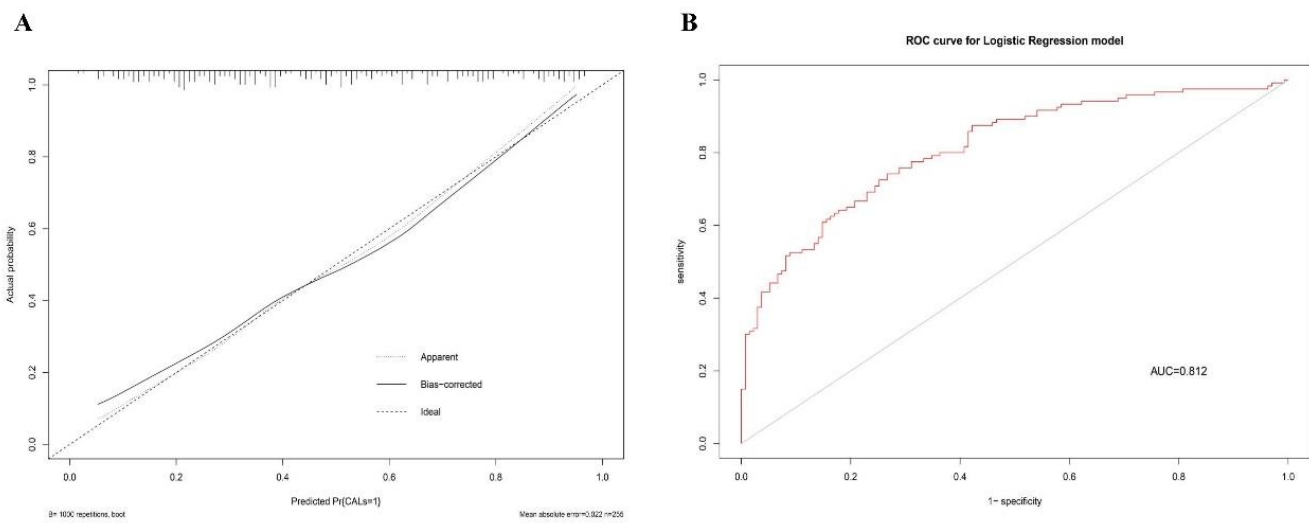 A
B
ROC curve for Logistic Regression model
1.0
0.8
0.6
0.4
0.2
0.0
Actual probability
Apparent
Bias-corrected
Ideal
0.0 0.2 0.4 0.6 0.8 1.0
Predicted Pr{CALs=1}
B= 1000 repetitions, boot
Mean absolute error=0.022 n=255
1.0
0.8
0.6
0.4
0.2
0.0
sensitivity
AUC=0.812
0.0 0.2 0.4 0.6 0.8 1.0
1- specificity